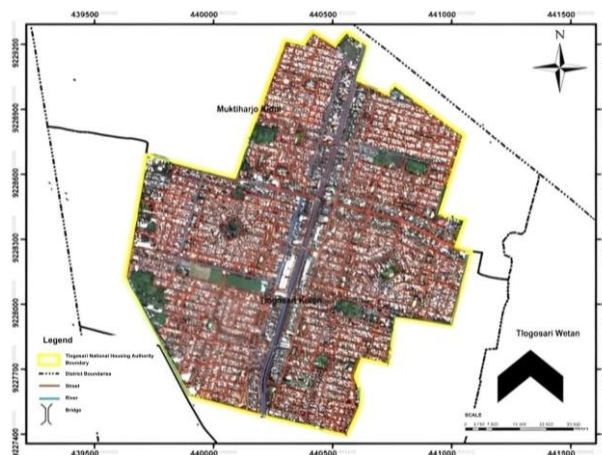 439500 440000 440500 441000 441500
N
9229200
9228900
Muktiharjo Kidul
9228600
9228300
Tlogosari Kulon
9228000
Tlogosari Wetan
Legend
Tlogosari National Housing Authority
Boundary
District Boundaries
Street
River
Bridge
9227700
SCALE
9227400
439500 440000 440500 441000 441500